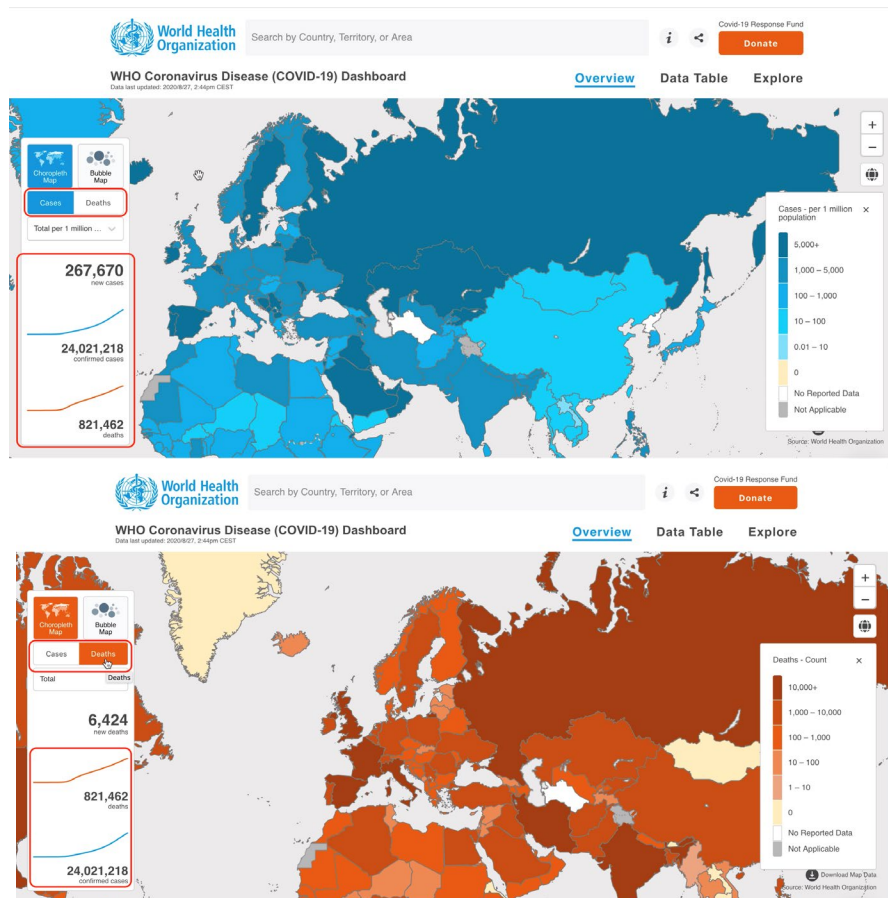 World Health
Organization
Search by Country, Territory, or Area
i
Covid-19 Response Fund
Donate
WHO Coronavirus Disease (COVID-19) Dashboard
Data last updated: 2020/8/27, 2:44pm CEST
Overview
Data Table
Explore
Choropleth
Map
Bubble
Map
Cases
Deaths
Total per 1 million ...
267,670
new cases
24,021,218
confirmed cases
821,462
deaths
+
−
Cases - per 1 million
population
×
5,000+
1,000 – 5,000
100 – 1,000
10 – 100
0.01 – 10
0
No Reported Data
Not Applicable
Source: World Health Organization
World Health
Organization
Search by Country, Territory, or Area
i
Covid-19 Response Fund
Donate
WHO Coronavirus Disease (COVID-19) Dashboard
Data last updated: 2020/8/27, 2:44pm CEST
Overview
Data Table
Explore
Choropleth
Map
Bubble
Map
Cases
Deaths
Total
Deaths
6,424
new deaths
821,462
deaths
24,021,218
confirmed cases
+
−
Deaths - Count
×
10,000+
1,000 – 10,000
100 – 1,000
10 – 100
1 – 10
0
No Reported Data
Not Applicable
Download Map Data
Source: World Health Organization